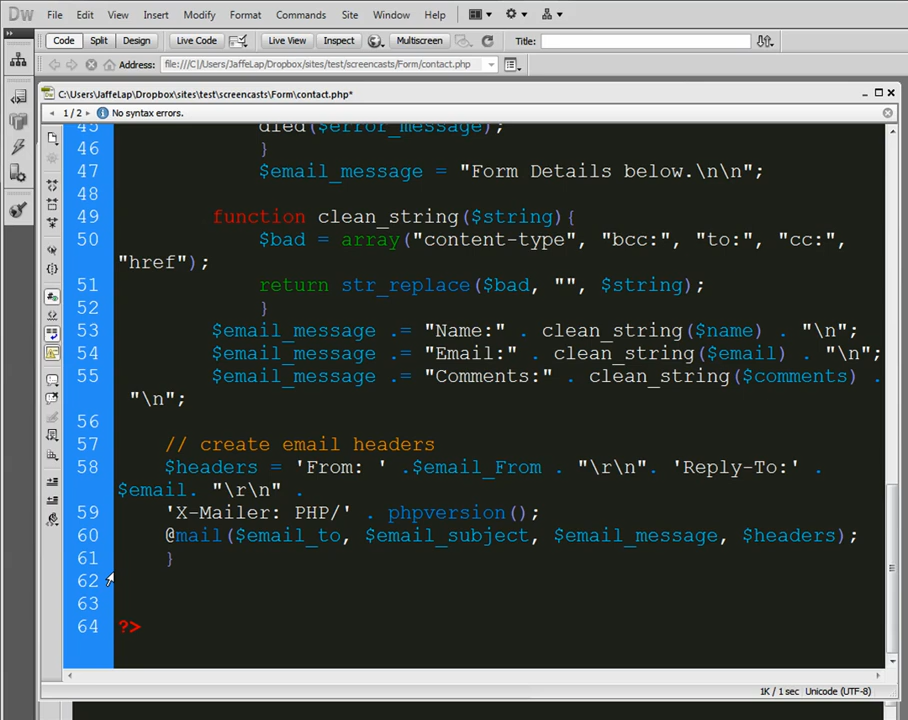 Dw File Edit View Insert Modify Format Commands Site Window Help
Code Split Design Live Code Live View Inspect Multiscreen Title:
Address: file:///C|/Users/JaffeLap/Dropbox/sites/test/screencasts/Form/contact.php
C:\Users\JaffeLap\Dropbox\sites\test\screencasts\Form\contact.php*
1 / 2 No syntax errors.
45 died($error_message);
46 }
47 $email_message = "Form Details below.\n\n";
48
49 function clean_string($string){
50 $bad = array("content-type", "bcc:", "to:", "cc:",
"href");
51 return str_replace($bad, "", $string);
52 }
53 $email_message .= "Name:" . clean_string($name) . "\n";
54 $email_message .= "Email:" . clean_string($email) . "\n";
55 $email_message .= "Comments:" . clean_string($comments) .
"\n";
56
57 // create email headers
58 $headers = 'From: ' .$email_From . "\r\n". 'Reply-To:' .
$email. "\r\n" .
59 'X-Mailer: PHP/' . phpversion();
60 @mail($email_to, $email_subject, $email_message, $headers);
61 }
62
63
64 ?>
1K / 1 sec Unicode (UTF-8)